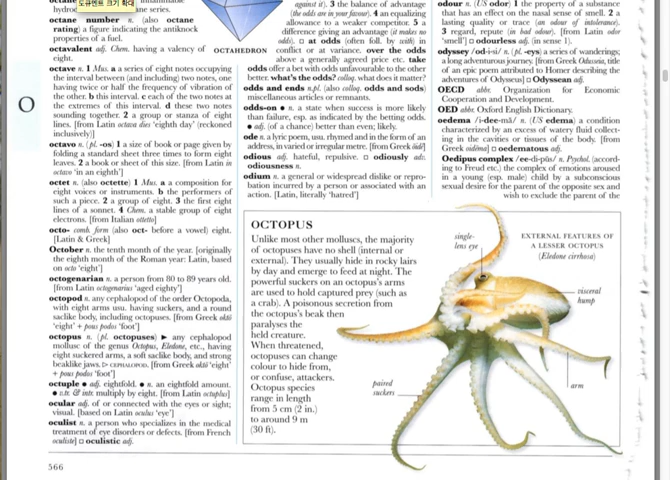 도큐먼트 크기 확대
hydroc
ane series.
octane number n. (also octane
rating) a figure indicating the antiknock
properties of a fuel.
octavalent adj. Chem. having a valency of
eight.
octave n. 1 Mus. a a series of eight notes occupying
the interval between (and including) two notes, one
having twice or half the frequency of vibration of
the other. b this interval. c each of the two notes at
the extremes of this interval. d these two notes
sounding together. 2 a group or stanza of eight
lines. [from Latin octava dies 'eighth day' (reckoned
inclusively)]
octavo n. (pl. -os) 1 a size of book or page given by
folding a standard sheet three times to form eight
leaves. 2 a book or sheet of this size. [from Latin in
octavo 'in an eighth']
octet n. (also octette) 1 Mus. a a composition for
eight voices or instruments. b the performers of
such a piece. 2 a group of eight. 3 the first eight
lines of a sonnet. 4 Chem. a stable group of eight
electrons. [from Italian ottetto]
octo- comb. form (also oct- before a vowel) eight.
[Latin & Greek]
October n. the tenth month of the year. [originally
the eighth month of the Roman year: Latin, based
on octo 'eight']
octogenarian n. a person from 80 to 89 years old.
[from Latin octogenarius 'aged eighty']
octopod n. any cephalopod of the order Octopoda,
with eight arms usu. having suckers, and a round
saclike body, including octopuses. [from Greek oktō
'eight' + pous podos 'foot']
octopus n. (pl. octopuses) ▶ any cephalopod
mollusc of the genus Octopus, Eledone, etc., having
eight suckered arms, a soft saclike body, and strong
beaklike jaws. ▷ CEPHALOPOD. [from Greek oktō 'eight'
+ pous podos 'foot']
octuple ● adj. eightfold. ● n. an eightfold amount.
● v.tr. & intr. multiply by eight. [from Latin octuplus]
ocular adj. of or connected with the eyes or sight;
visual. [based on Latin oculus 'eye']
oculist n. a person who specializes in the medical
treatment of eye disorders or defects. [from French
oculiste] □ oculistic adj.
566
O
OCTAHEDRON
against it). 3 the balance of advantage
(the odds are in your favour). 4 an equalizing
allowance to a weaker competitor. 5 a
difference giving an advantage (it makes no
odds). □ at odds (often foll. by with) in
conflict or at variance. over the odds
above a generally agreed price etc. take
odds offer a bet with odds unfavourable to the other
better. what's the odds? colloq. what does it matter?
odds and ends n.pl. (also colloq. odds and sods)
miscellaneous articles or remnants.
odds-on ● n. a state when success is more likely
than failure, esp. as indicated by the betting odds.
● adj. (of a chance) better than even; likely.
ode n. a lyric poem, usu. rhymed and in the form of an
address, in varied or irregular metre. [from Greek ōidē]
odious adj. hateful, repulsive. □ odiously adv.
odiousness n.
odium n. a general or widespread dislike or repro-
bation incurred by a person or associated with an
action. [Latin, literally 'hatred']
odour n. (US odor) 1 the property of a substance
that has an effect on the nasal sense of smell. 2 a
lasting quality or trace (an odour of intolerance).
3 regard, repute (in bad odour). [from Latin odor
'smell'] □ odourless adj. (in sense 1).
odyssey /od-i-si/ n. (pl. -eys) a series of wanderings;
a long adventurous journey. [from Greek Odusseia, title
of an epic poem attributed to Homer describing the
adventures of Odysseus] □ Odyssean adj.
OECD abbr. Organization for Economic
Cooperation and Development.
OED abbr. Oxford English Dictionary.
oedema /i-dee-mă/ n. (US edema) a condition
characterized by an excess of watery fluid collect-
ing in the cavities or tissues of the body. [from
Greek oidēma] □ oedematous adj.
Oedipus complex /ee-di-pŭs/ n. Psychol. (accord-
ing to Freud etc.) the complex of emotions aroused
in a young (esp. male) child by a subconscious
sexual desire for the parent of the opposite sex and
wish to exclude the parent of the
OCTOPUS
Unlike most other molluscs, the majority
of octopuses have no shell (internal or
external). They usually hide in rocky lairs
by day and emerge to feed at night. The
powerful suckers on an octopus's arms
are used to hold captured prey (such as
a crab). A poisonous secretion from
the octopus's beak then
paralyses the
held creature.
When threatened,
octopuses can change
colour to hide from,
or confuse, attackers.
Octopus species
range in length
from 5 cm (2 in.)
to around 9 m
(30 ft).
single-
lens eye
EXTERNAL FEATURES OF
A LESSER OCTOPUS
(Eledone cirrhosa)
visceral
hump
arm
paired
suckers